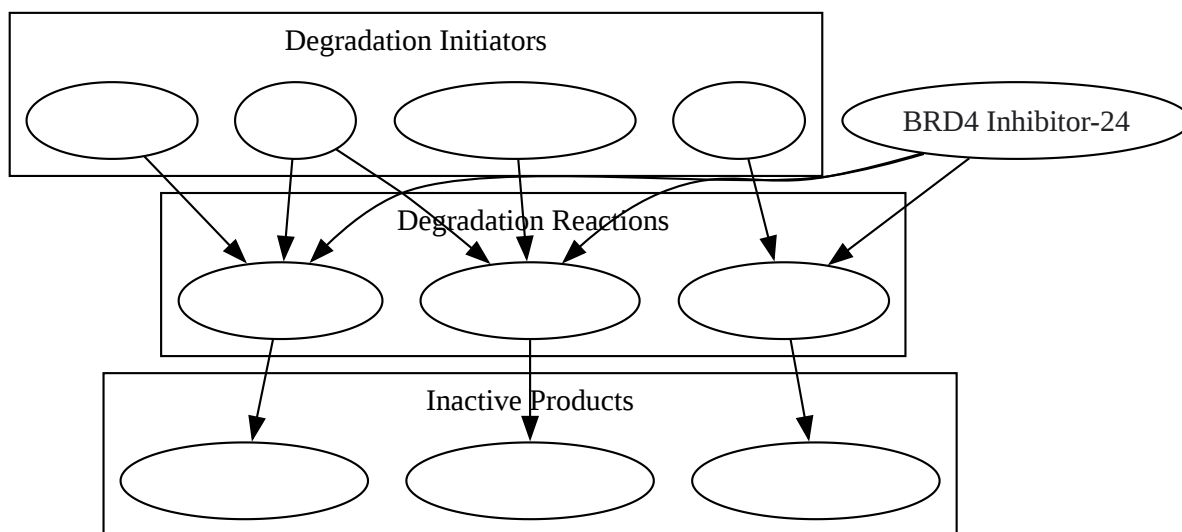 Degradation Initiators
BRD4 Inhibitor-24
Degradation Reactions
Inactive Products